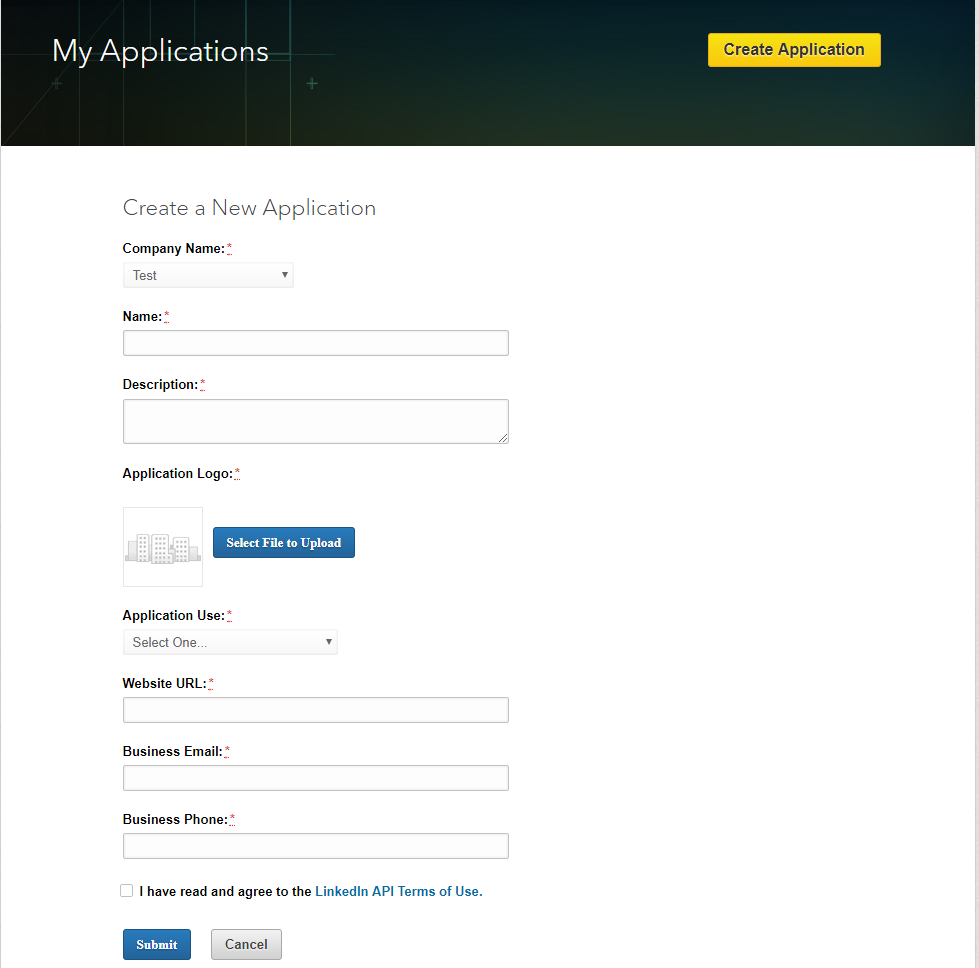 My Applications
Create Application
Create a New Application
Company Name:*
Test
Name:*
Description:*
Application Logo:*
Select File to Upload
Application Use:*
Select One...
Website URL:*
Business Email:*
Business Phone:*
I have read and agree to the LinkedIn API Terms of Use.
Submit Cancel